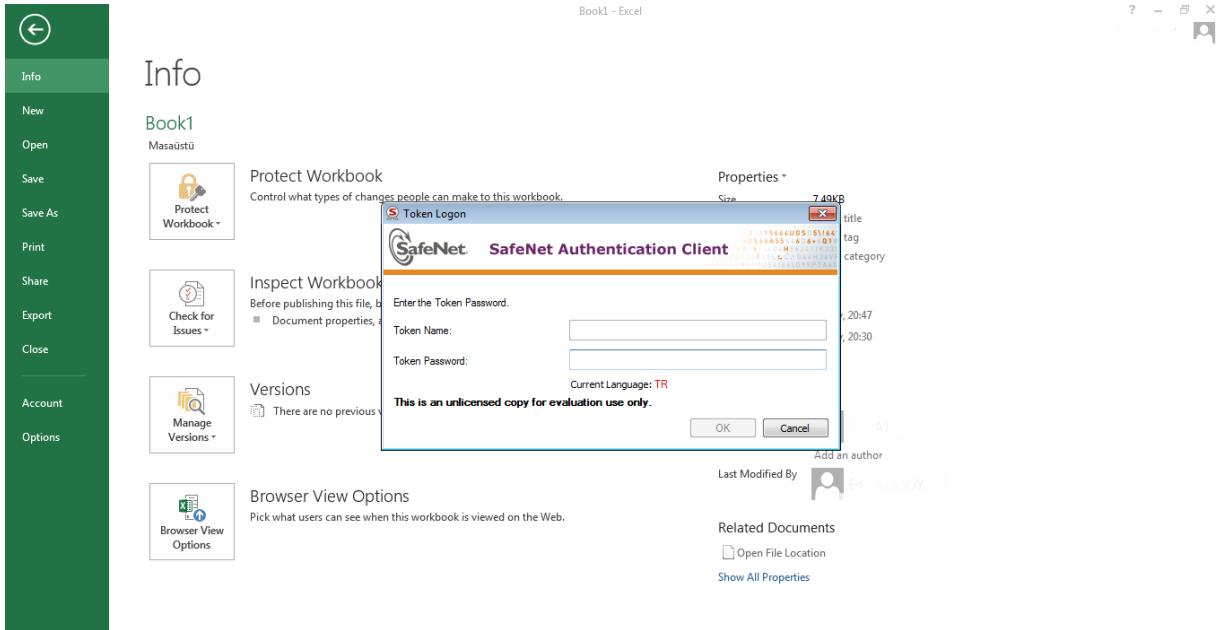 Book1 - Excel
?
Info
New
Open
Save
Save As
Print
Share
Export
Close
Account
Options
Info
Book1
Masaüstü
Protect Workbook
Protect Workbook
Control what types of changes people can make to this workbook.
Check for Issues
Inspect Workbook
Before publishing this file, b
Document properties, a
Manage Versions
Versions
There are no previous v
Browser View Options
Browser View Options
Pick what users can see when this workbook is viewed on the Web.
Token Logon
SafeNet.
SafeNet Authentication Client
Enter the Token Password.
Token Name:
Token Password:
Current Language: TR
This is an unlicensed copy for evaluation use only.
OK
Cancel
Properties
Size 7,49KB
title
tag
category
, 20:47
, 20:30
Add an author
Last Modified By
Related Documents
Open File Location
Show All Properties